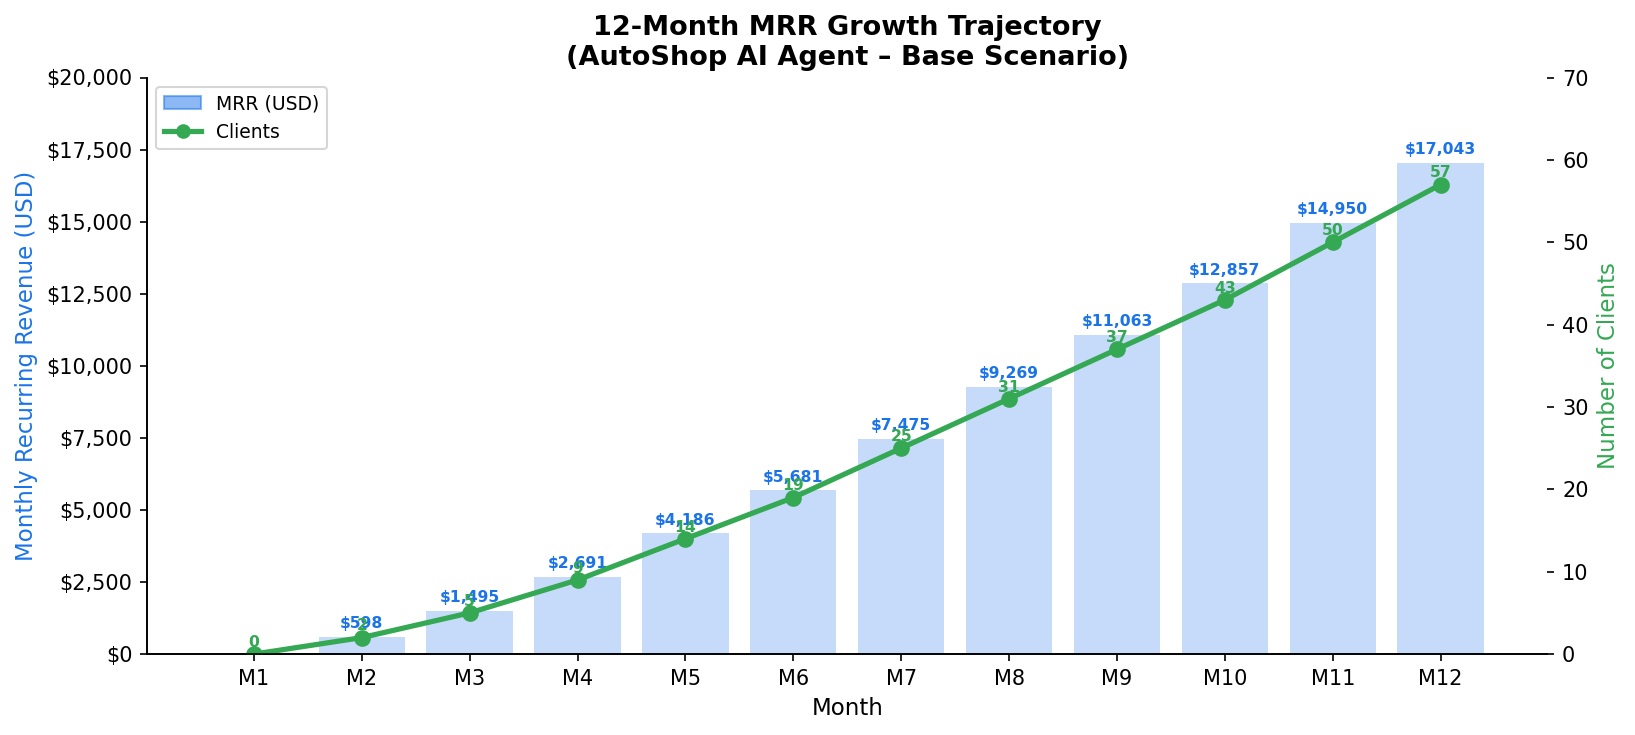 12-Month MRR Growth Trajectory
(AutoShop AI Agent – Base Scenario)
MRR (USD)
Clients
Monthly Recurring Revenue (USD)
$20,000
$17,500
$15,000
$12,500
$10,000
$7,500
$5,000
$2,500
$0
70
60
50
40
30
20
10
0
Number of Clients
$598
$1,495
$2,691
$4,186
$5,681
$7,475
$9,269
$11,063
$12,857
$14,950
$17,043
0
2
5
9
14
19
25
31
37
43
50
57
M1
M2
M3
M4
M5
M6
M7
M8
M9
M10
M11
M12
Month